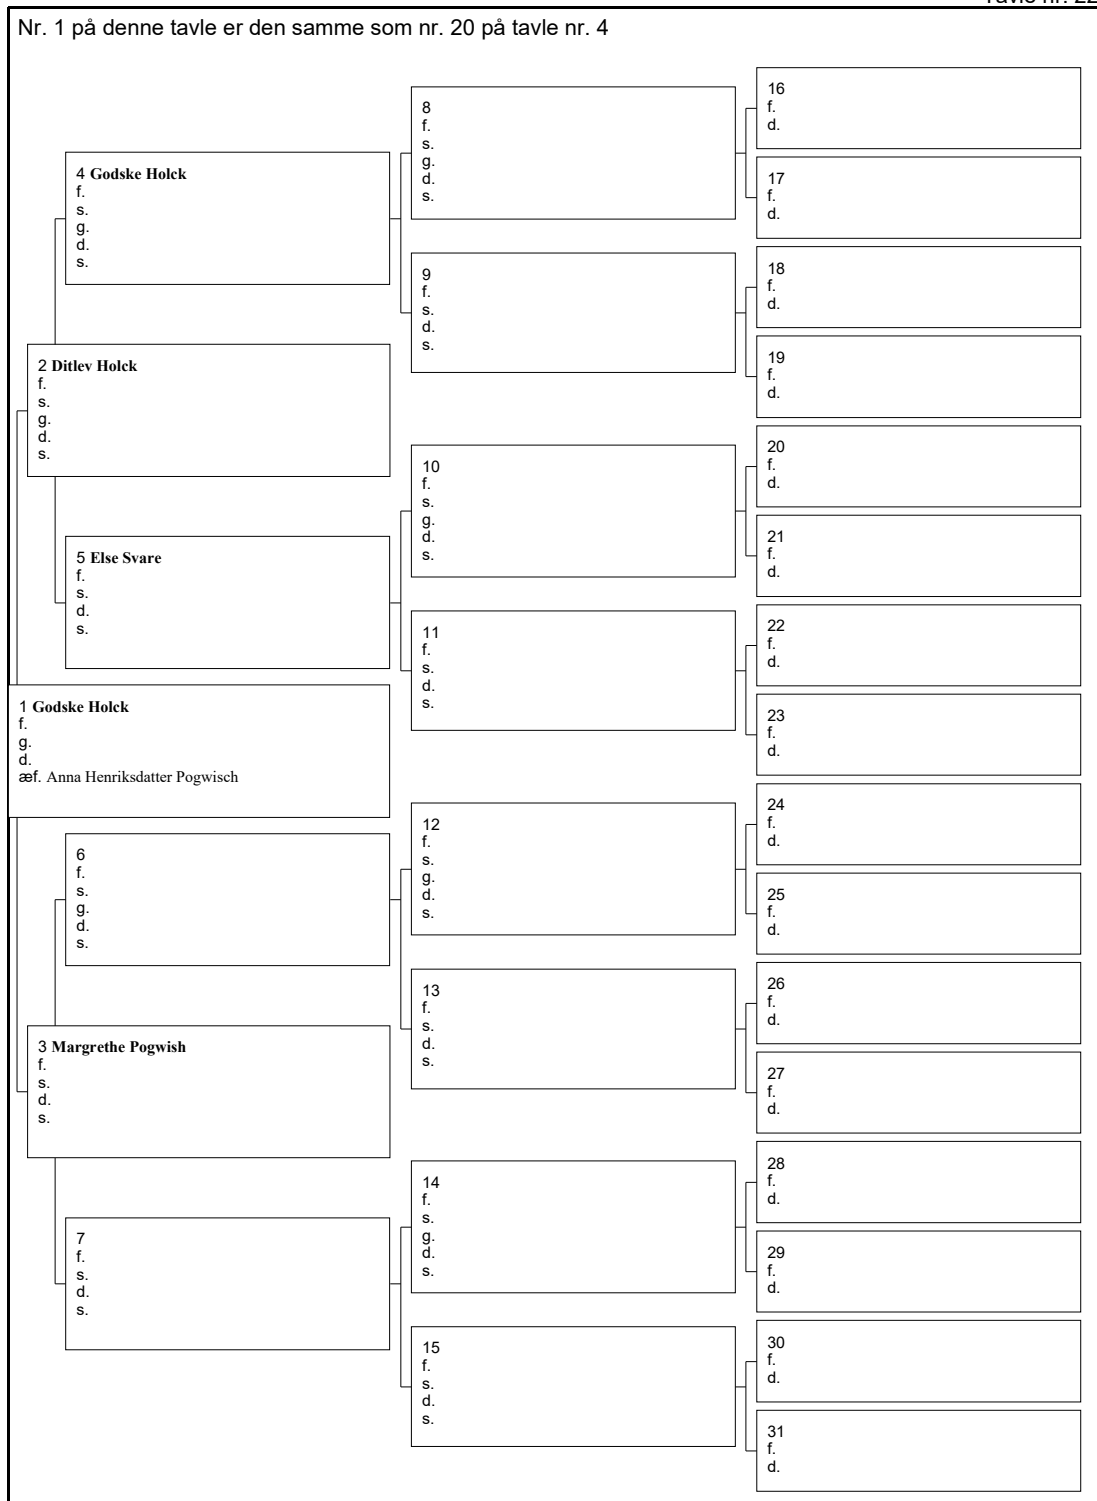 Tavle nr. 22
Nr. 1 på denne tavle er den samme som nr. 20 på tavle nr. 4
16
f.
d.
8
f.
s.
g.
d.
s.
17
f.
d.
4 Godske Holck
f.
s.
g.
d.
s.
18
f.
d.
9
f.
s.
d.
s.
19
f.
d.
2 Ditlev Holck
f.
s.
g.
d.
s.
20
f.
d.
10
f.
s.
g.
d.
s.
21
f.
d.
5 Else Svare
f.
s.
d.
s.
22
f.
d.
11
f.
s.
d.
s.
23
f.
d.
1 Godske Holck
f.
g.
d.
æf. Anna Henriksdatter Pogwisch
24
f.
d.
12
f.
s.
g.
d.
s.
25
f.
d.
6
f.
s.
g.
d.
s.
26
f.
d.
13
f.
s.
d.
s.
27
f.
d.
3 Margrethe Pogwish
f.
s.
d.
s.
28
f.
d.
14
f.
s.
g.
d.
s.
29
f.
d.
7
f.
s.
d.
s.
30
f.
d.
15
f.
s.
d.
s.
31
f.
d.